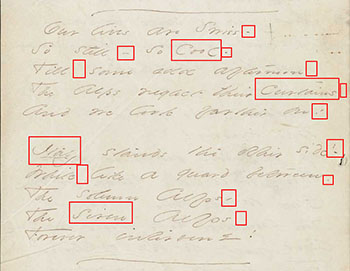 Our lives are Swiss -
So still - so Cool -
Till some odd afternoon
The Alps neglect their Curtains
And we look farther on -
Italy stands the other side!
While like a guard between -
The solemn Alps -
The Siren Alps
Forever intervene!